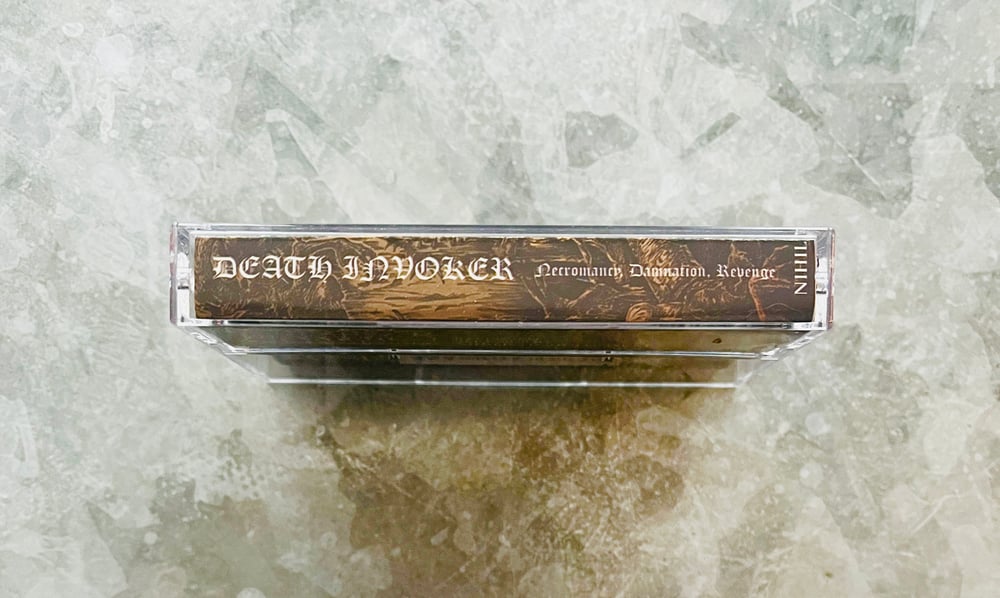 DEATH INVOKER
Necromancy, Damnation, Revenge
NIHIL